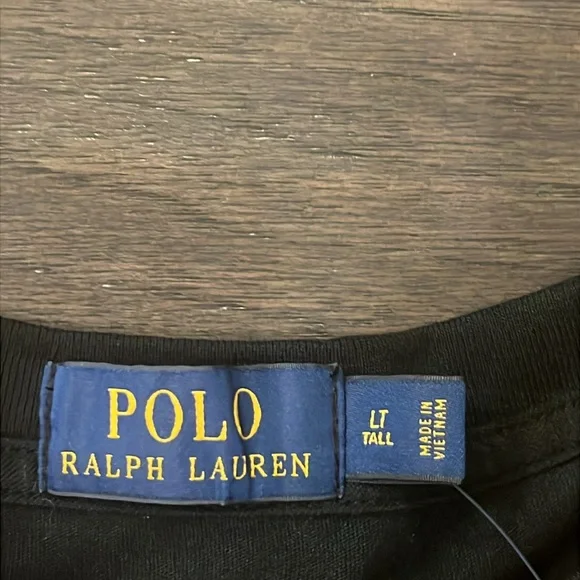 POLO
RALPH LAUREN
LT
TALL
MADE IN
VIETNAM